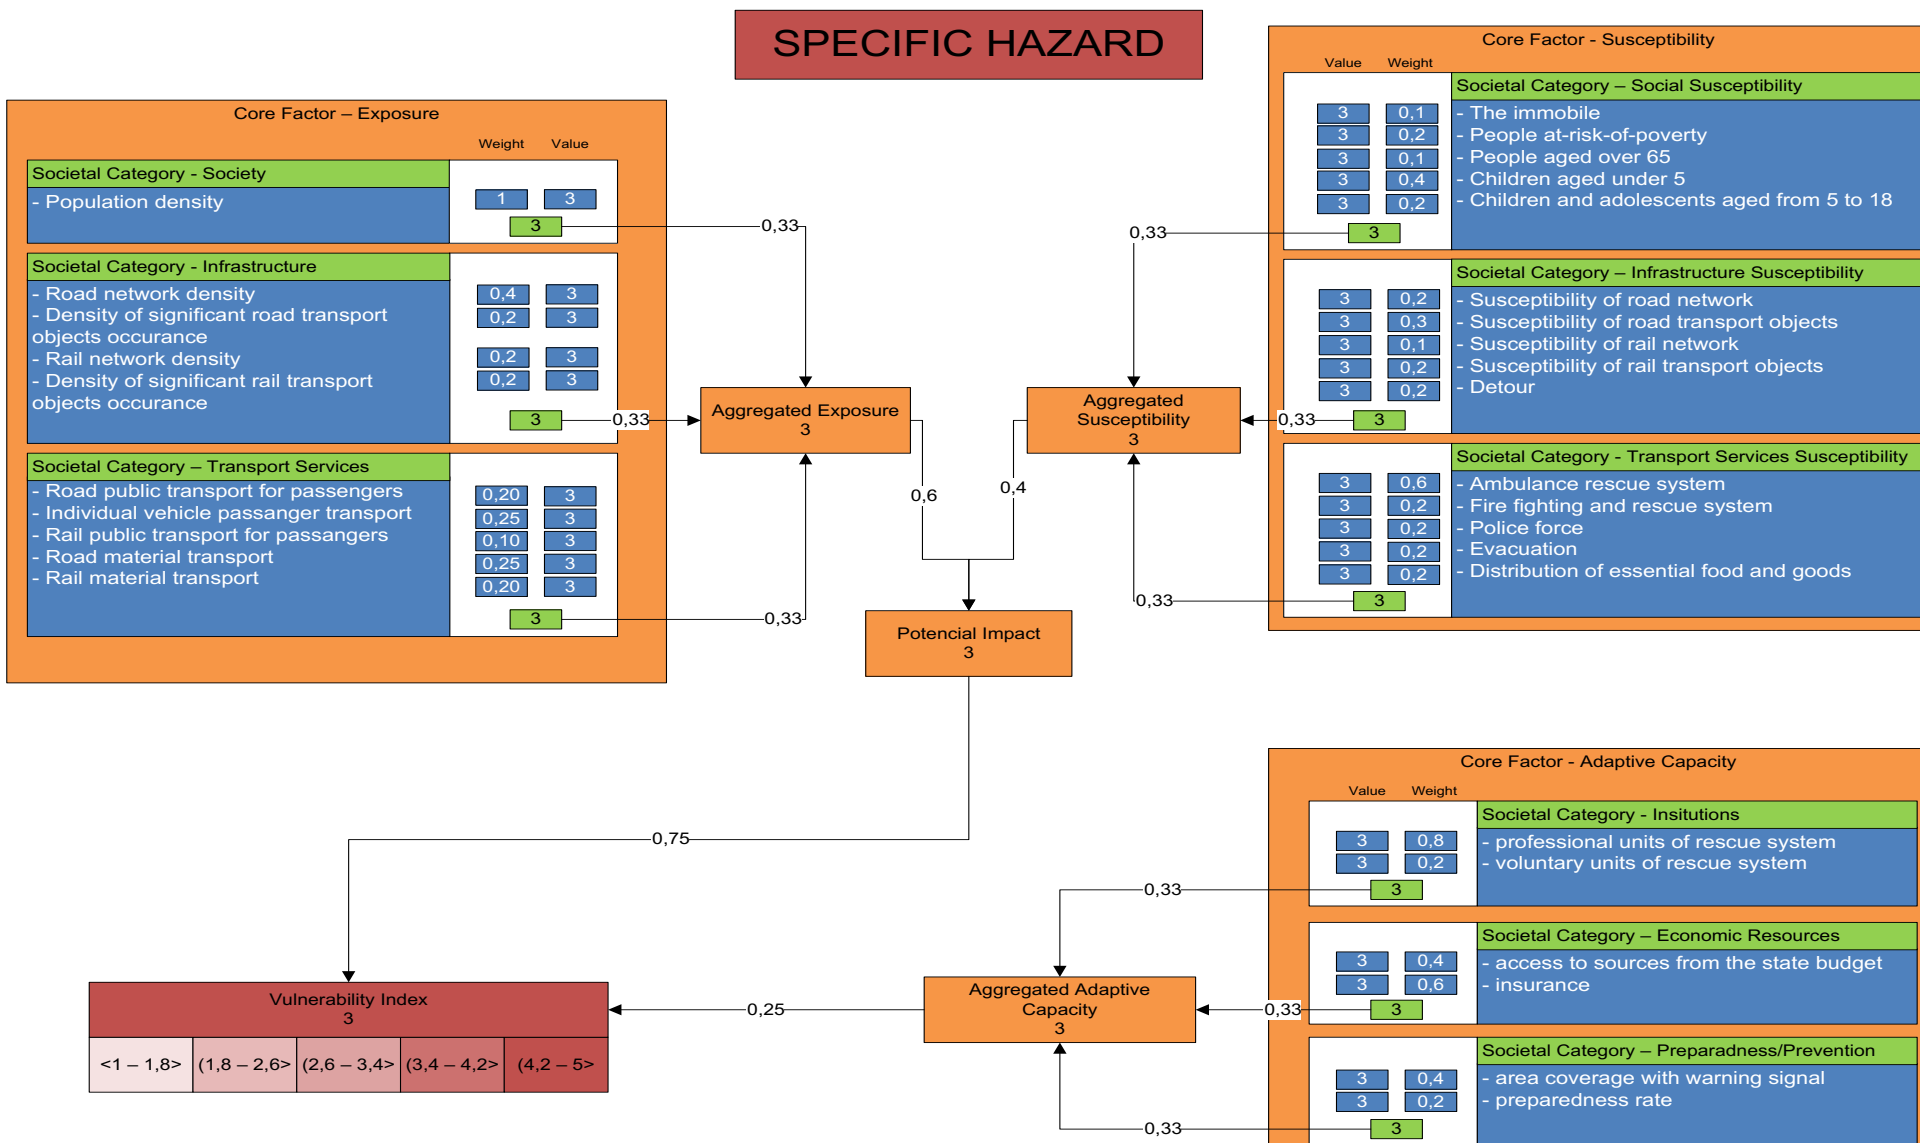 SPECIFIC HAZARD
Core Factor – Exposure
Weight Value
Societal Category - Society
- Population density
1 3
3
0,33
Societal Category - Infrastructure
- Road network density
0,4 3
- Density of significant road transport
objects occurance
0,2 3
- Rail network density
0,2 3
- Density of significant rail transport
objects occurance
0,2 3
3
0,33
Societal Category – Transport Services
- Road public transport for passengers
0,20 3
- Individual vehicle passanger transport
0,25 3
- Rail public transport for passangers
0,10 3
- Road material transport
0,25 3
- Rail material transport
0,20 3
3
0,33
Aggregated Exposure
3
0,6
Core Factor - Susceptibility
Value Weight
Societal Category – Social Susceptibility
3 0,1 - The immobile
3 0,2 - People at-risk-of-poverty
3 0,1 - People aged over 65
3 0,4 - Children aged under 5
3 0,2 - Children and adolescents aged from 5 to 18
3
0,33
Societal Category – Infrastructure Susceptibility
3 0,2 - Susceptibility of road network
3 0,3 - Susceptibility of road transport objects
3 0,1 - Susceptibility of rail network
3 0,2 - Susceptibility of rail transport objects
3 0,2 - Detour
3
0,33
Societal Category - Transport Services Susceptibility
3 0,6 - Ambulance rescue system
3 0,2 - Fire fighting and rescue system
3 0,2 - Police force
3 0,2 - Evacuation
3 0,2 - Distribution of essential food and goods
3
0,33
Aggregated
Susceptibility
3
0,4
Potencial Impact
3
0,75
Core Factor - Adaptive Capacity
Value Weight
Societal Category - Insitutions
3 0,8 - professional units of rescue system
3 0,2 - voluntary units of rescue system
3
0,33
Societal Category – Economic Resources
3 0,4 - access to sources from the state budget
3 0,6 - insurance
3
0,33
Societal Category – Preparadness/Prevention
3 0,4 - area coverage with warning signal
3 0,2 - preparedness rate
3
0,33
Aggregated Adaptive
Capacity
3
0,25
Vulnerability Index
3
<1 – 1,8> (1,8 – 2,6> (2,6 – 3,4> (3,4 – 4,2> (4,2 – 5>